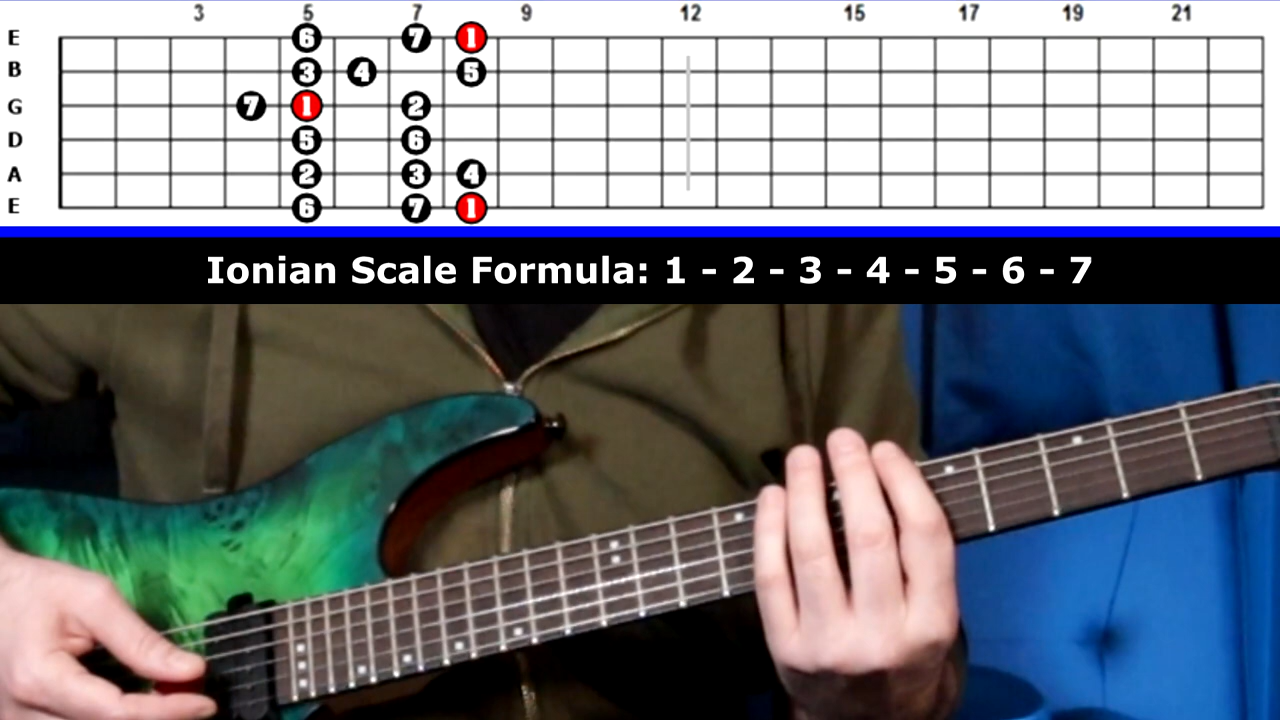 3 5 7 9 12 15 17 19 21
E 6 7 1
B 3 4 5
G 7 1 2
D 5 6
A 2 3 4
E 6 7 1
Ionian Scale Formula: 1 - 2 - 3 - 4 - 5 - 6 - 7